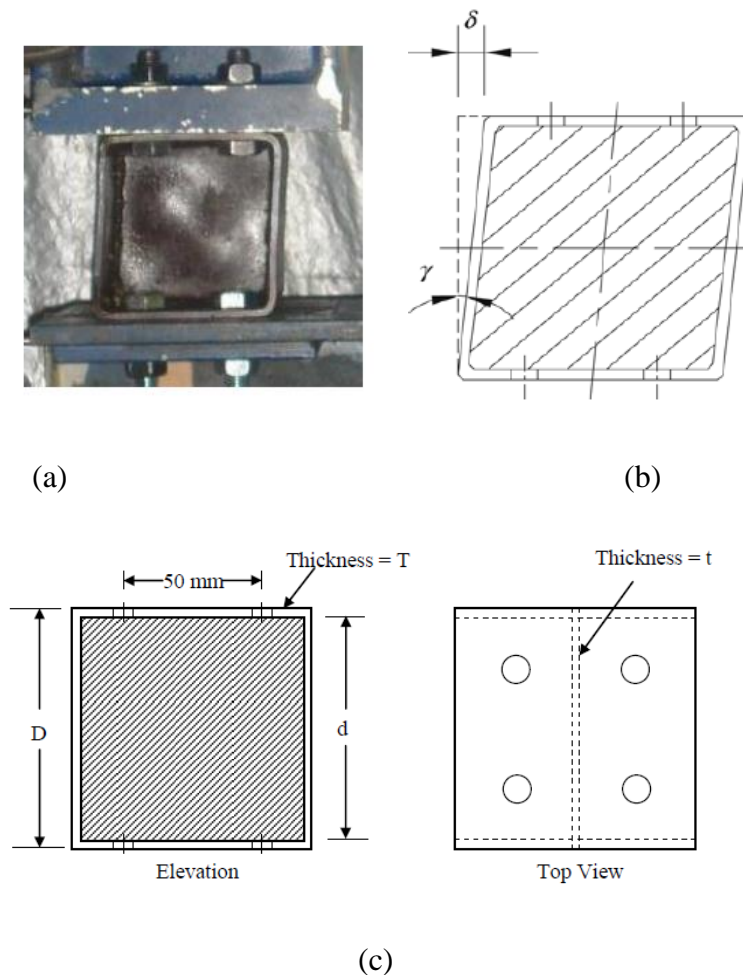 δ
γ
(a)
(b)
Thickness = T
50 mm
Thickness = t
D
d
Elevation
Top View
(c)